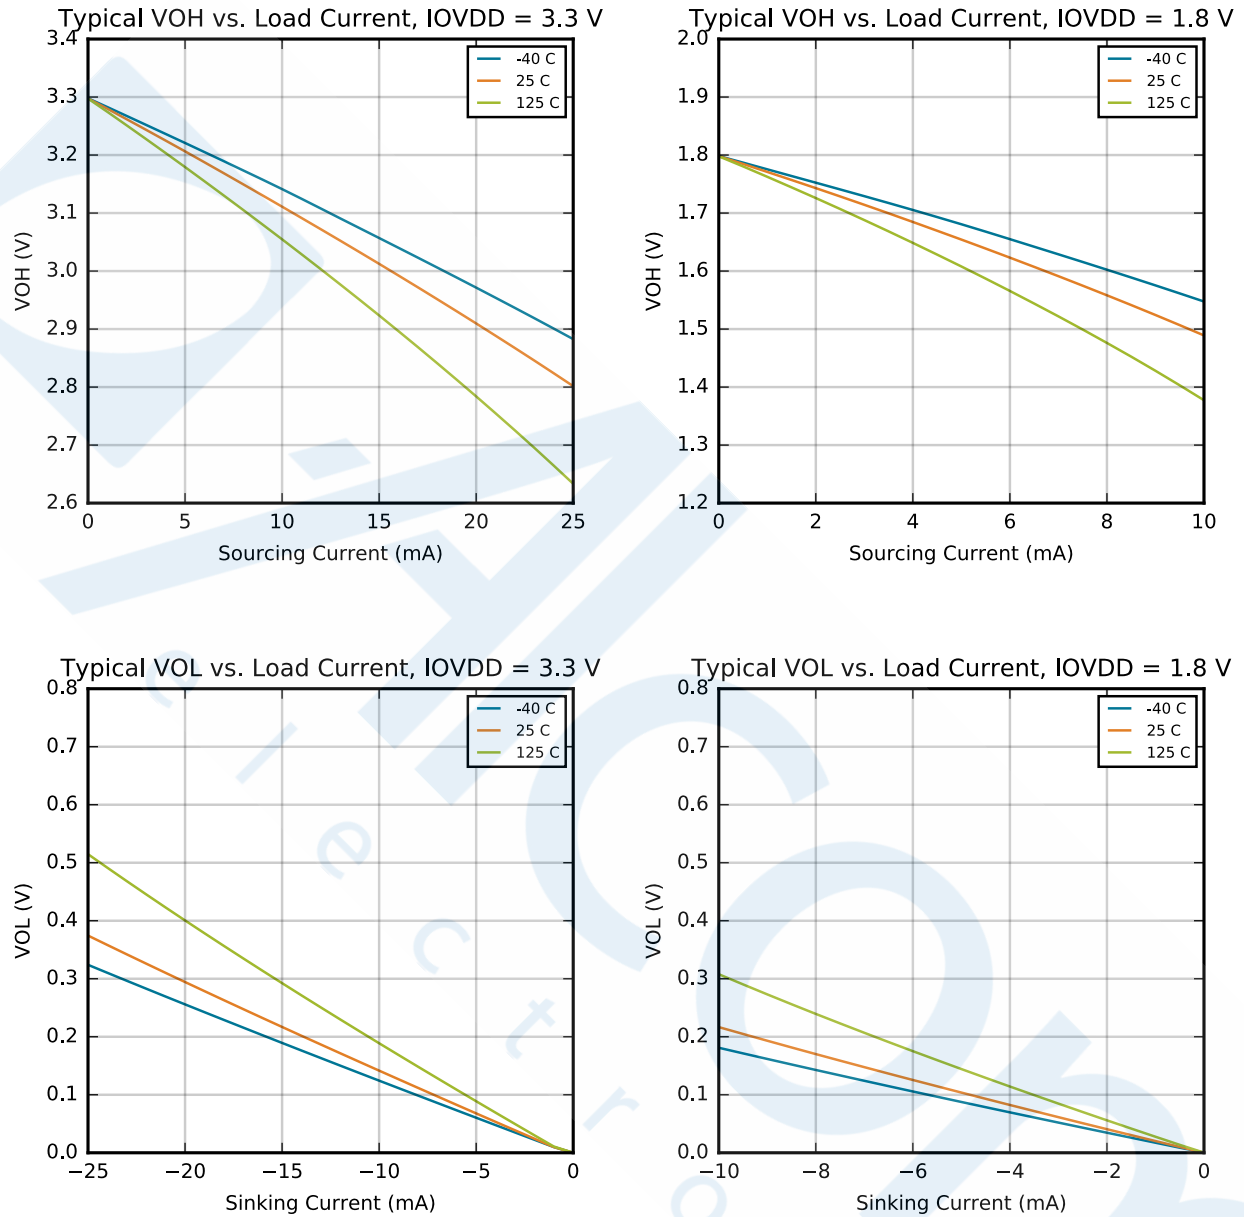 Typical VOH vs. Load Current, IOVDD = 3.3 V
3.4
3.3
3.2
3.1
3.0
2.9
2.8
2.7
2.6
VOH (V)
-40 C
25 C
125 C
0 5 10 15 20 25
Sourcing Current (mA)
Typical VOH vs. Load Current, IOVDD = 1.8 V
2.0
1.9
1.8
1.7
1.6
1.5
1.4
1.3
1.2
VOH (V)
-40 C
25 C
125 C
0 2 4 6 8 10
Sourcing Current (mA)
Typical VOL vs. Load Current, IOVDD = 3.3 V
0.8
0.7
0.6
0.5
0.4
0.3
0.2
0.1
0.0
VOL (V)
-40 C
25 C
125 C
−25 −20 −15 −10 −5 0
Sinking Current (mA)
Typical VOL vs. Load Current, IOVDD = 1.8 V
0.8
0.7
0.6
0.5
0.4
0.3
0.2
0.1
0.0
VOL (V)
-40 C
25 C
125 C
−10 −8 −6 −4 −2 0
Sinking Current (mA)